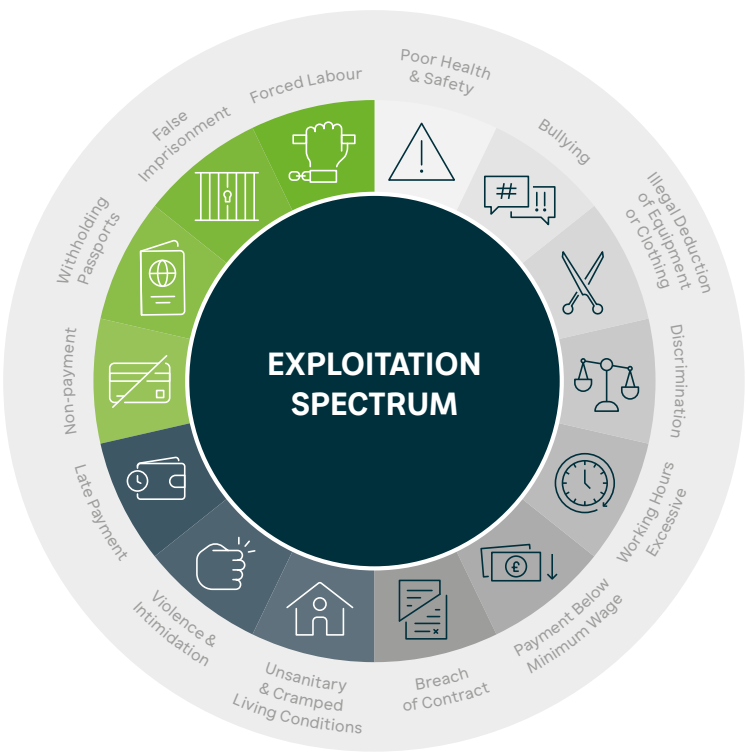 EXPLOITATION
SPECTRUM
Poor Health
& Safety
Bullying
#
!!
!
Illegal Deduction
of Equipment
or Clothing
Discrimination
Working Hours
Excessive
Payment Below
Minimum Wage
£
Breach
of Contract
x
Unsanitary
& Cramped
Living Conditions
Violence &
Intimidation
Late Payment
Non-payment
Withholding
Passports
False
Imprisonment
Forced Labour